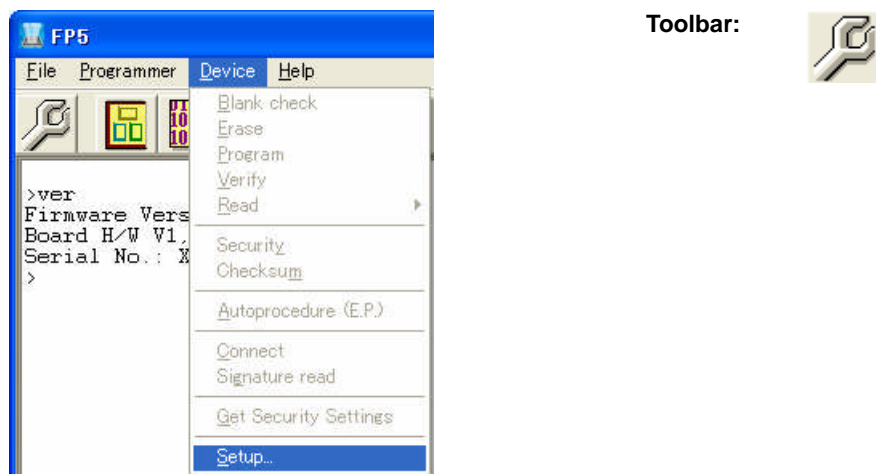 FP5
Toolbar:
File Programmer Device Help
Blank check
Erase
Program
Verify
Read
Security
Checksum
Autoprocedure (E.P.)
Connect
Signature read
Get Security Settings
Setup...
>ver
Firmware Vers
Board H/W V1,
Serial No.: X
>